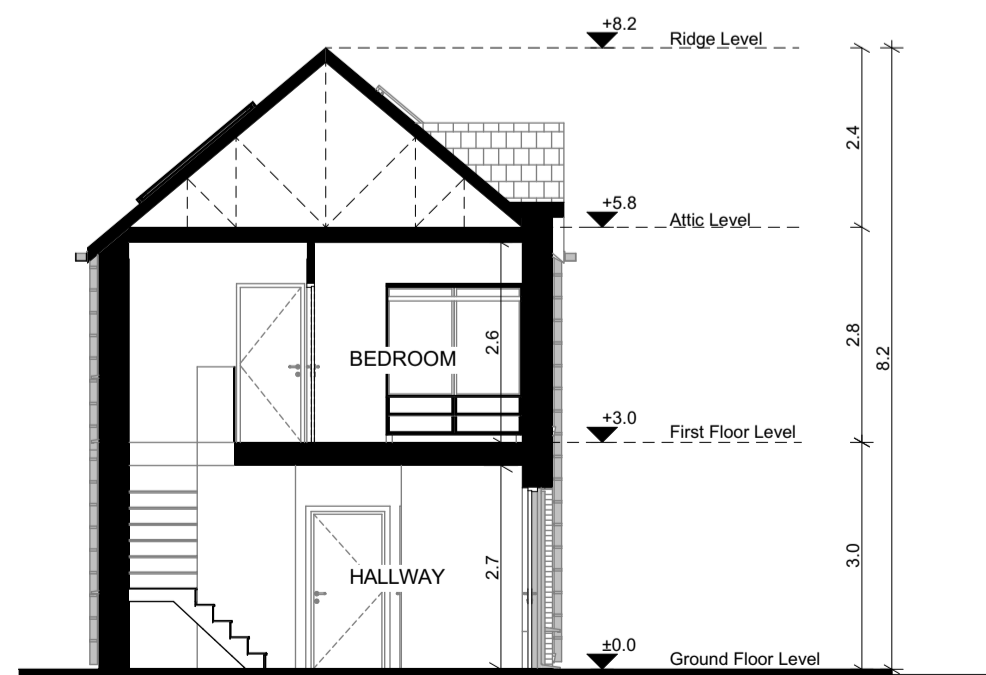 +8.2
Ridge Level
2.4
+5.8
Attic Level
2.8
8.2
2.6
BEDROOM
+3.0
First Floor Level
3.0
2.7
HALLWAY
±0.0
Ground Floor Level